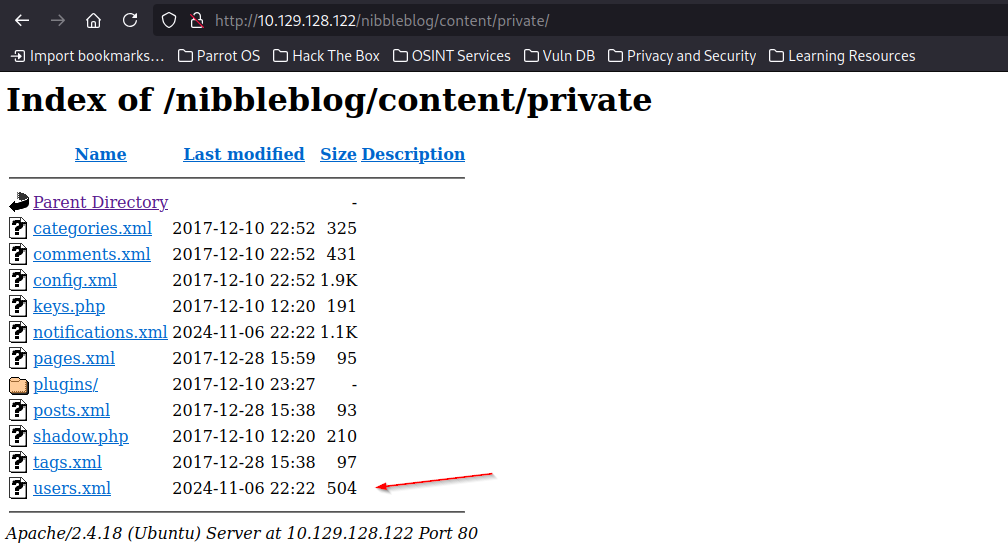 http://10.129.128.122/nibbleblog/content/private/
Import bookmarks... Parrot OS Hack The Box OSINT Services Vuln DB Privacy and Security Learning Resources
Index of /nibbleblog/content/private
Name Last modified Size Description
Parent Directory -
categories.xml 2017-12-10 22:52 325
comments.xml 2017-12-10 22:52 431
config.xml 2017-12-10 22:52 1.9K
keys.php 2017-12-10 12:20 191
notifications.xml 2024-11-06 22:22 1.1K
pages.xml 2017-12-28 15:59 95
plugins/ 2017-12-10 23:27 -
posts.xml 2017-12-28 15:38 93
shadow.php 2017-12-10 12:20 210
tags.xml 2017-12-28 15:38 97
users.xml 2024-11-06 22:22 504
Apache/2.4.18 (Ubuntu) Server at 10.129.128.122 Port 80